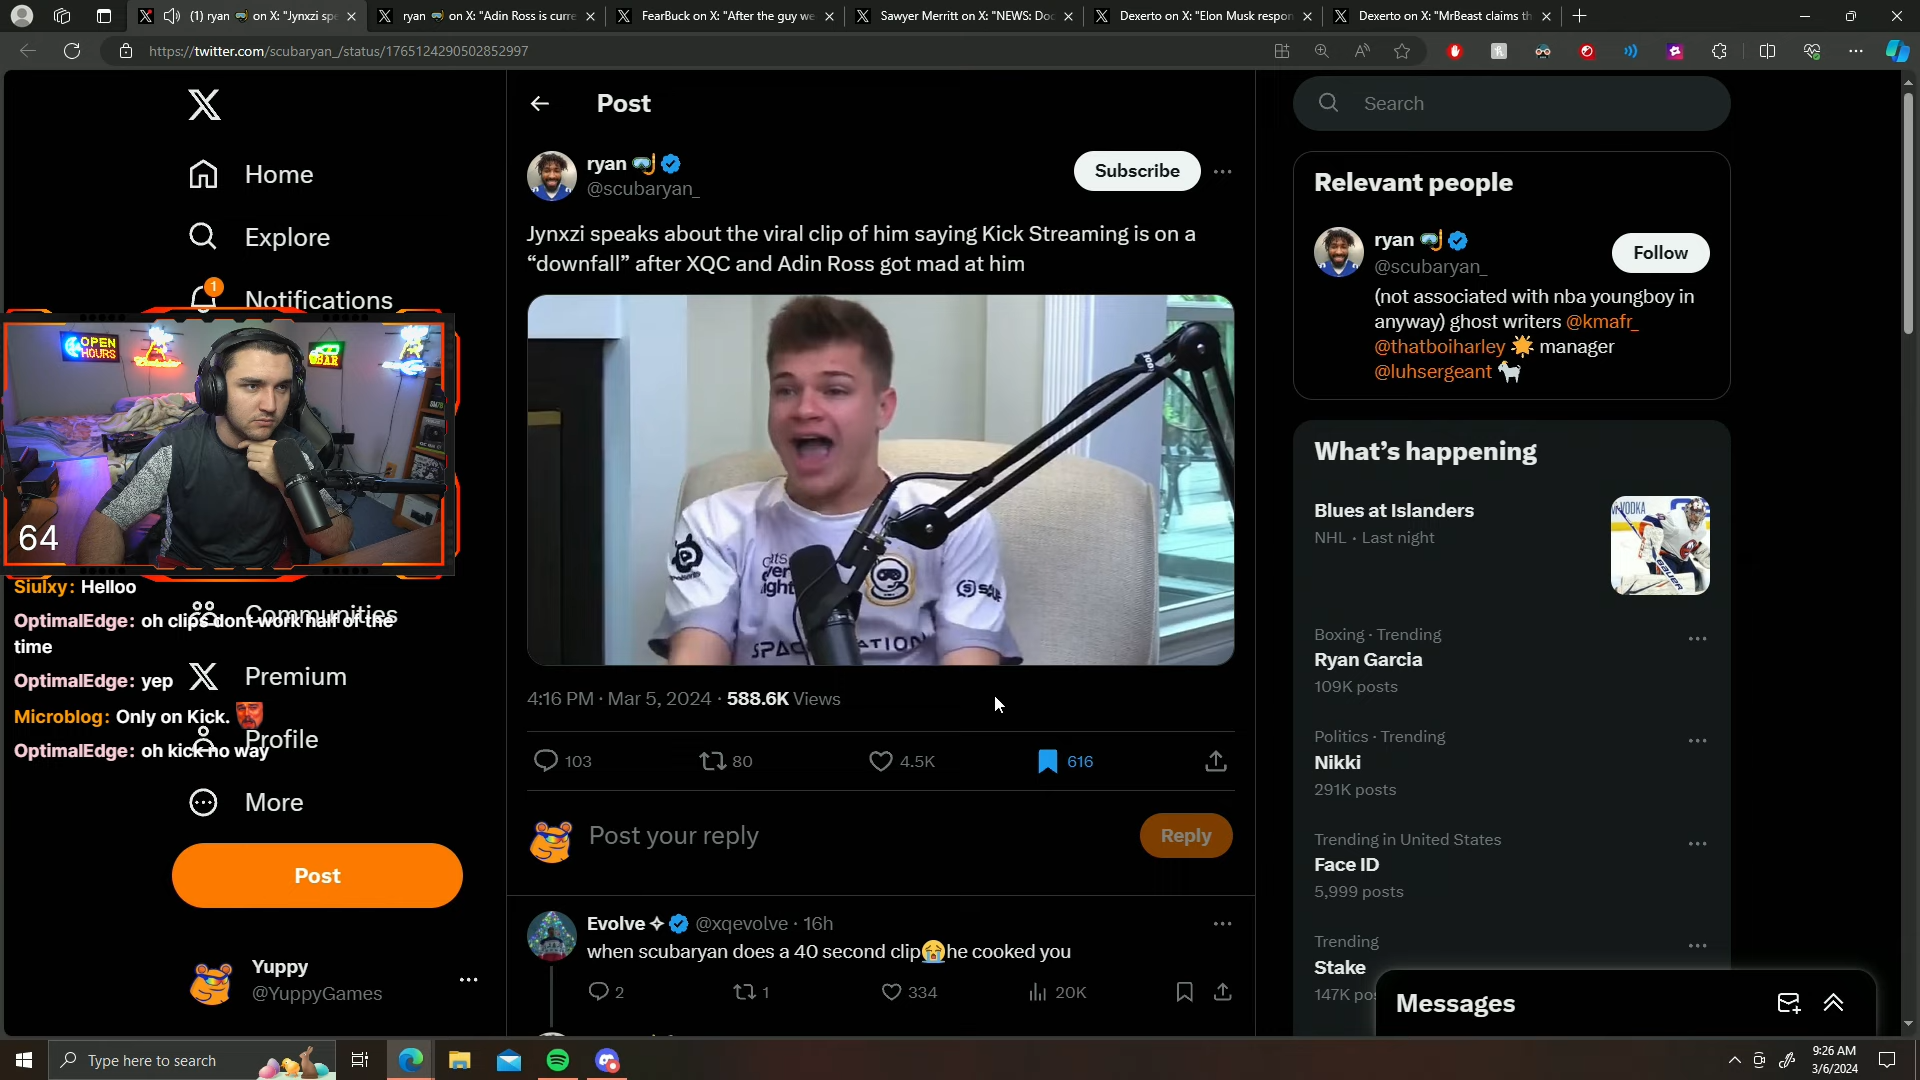 (1) ryan 🤿 on X: "Jynxzi spe
ryan 🤿 on X: "Adin Ross is curre
FearBuck on X: "After the guy we
Sawyer Merritt on X: "NEWS: Doc
Dexerto on X: "Elon Musk respon
Dexerto on X: "MrBeast claims th
https://twitter.com/scubaryan_/status/1765124290502852997
Home
Explore
1
Notifications
Communities
Premium
Profile
More
Post
Yuppy
@YuppyGames
OPEN
HOURS
BAR
64
Siulxy: Helloo
OptimalEdge: oh clips dont work half of the
time
OptimalEdge: yep
Microblog: Only on Kick.
OptimalEdge: oh kick no way
Post
ryan 🤿
@scubaryan_
Subscribe
Jynxzi speaks about the viral clip of him saying Kick Streaming is on a
“downfall” after XQC and Adin Ross got mad at him
4:16 PM · Mar 5, 2024 · 588.6K Views
103
80
4.5K
616
Post your reply
Reply
Evolve✧ @xqevolve · 16h
when scubaryan does a 40 second clip😭he cooked you
2
1
334
20K
Search
Relevant people
ryan 🤿
@scubaryan_
Follow
(not associated with nba youngboy in
anyway) ghost writers @kmafr_
@thatboiharley 🌟 manager
@luhsergeant 🐐
What’s happening
Blues at Islanders
NHL · Last night
Boxing · Trending
Ryan Garcia
109K posts
Politics · Trending
Nikki
291K posts
Trending in United States
Face ID
5,999 posts
Trending
Stake
147K pos
Messages
Type here to search
9:26 AM
3/6/2024